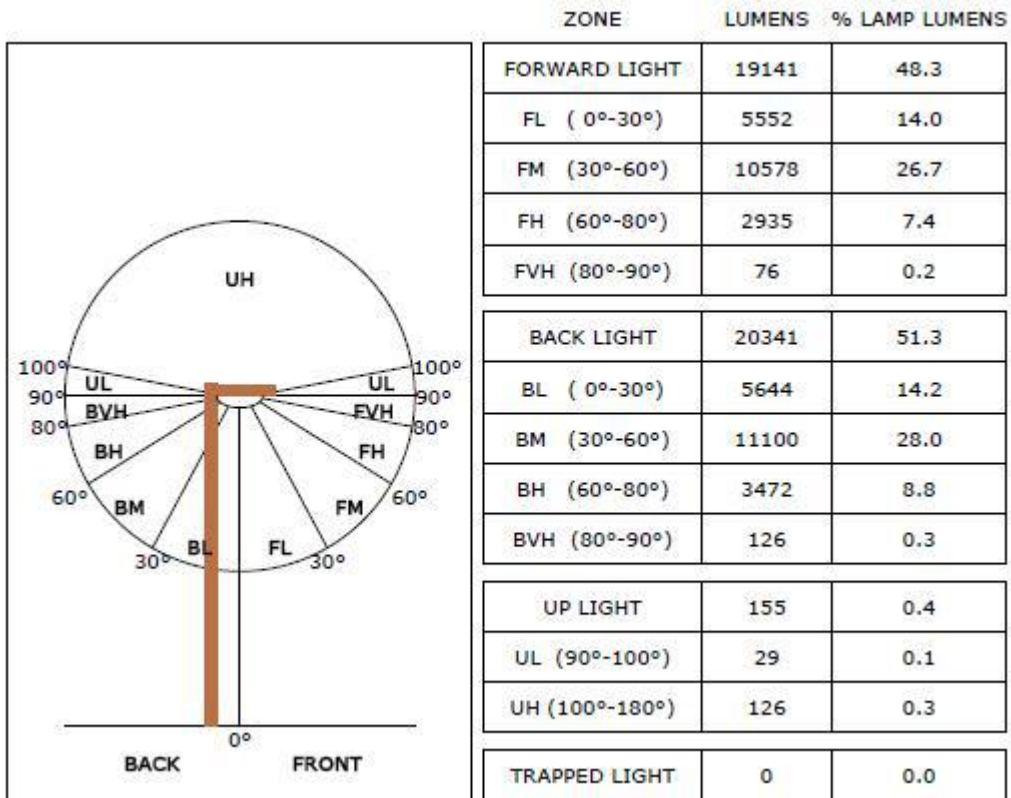 ZONE LUMENS % LAMP LUMENS
FORWARD LIGHT 19141 48.3
FL ( 0°-30°) 5552 14.0
FM (30°-60°) 10578 26.7
FH (60°-80°) 2935 7.4
FVH (80°-90°) 76 0.2
BACK LIGHT 20341 51.3
BL ( 0°-30°) 5644 14.2
BM (30°-60°) 11100 28.0
BH (60°-80°) 3472 8.8
BVH (80°-90°) 126 0.3
UP LIGHT 155 0.4
UL (90°-100°) 29 0.1
UH (100°-180°) 126 0.3
TRAPPED LIGHT 0 0.0
UH
100° 100°
UL UL
90° 90°
BVH FVH
80° 80°
BH FH
60° 60°
BM FM
BL FL
30° 30°
0°
BACK FRONT